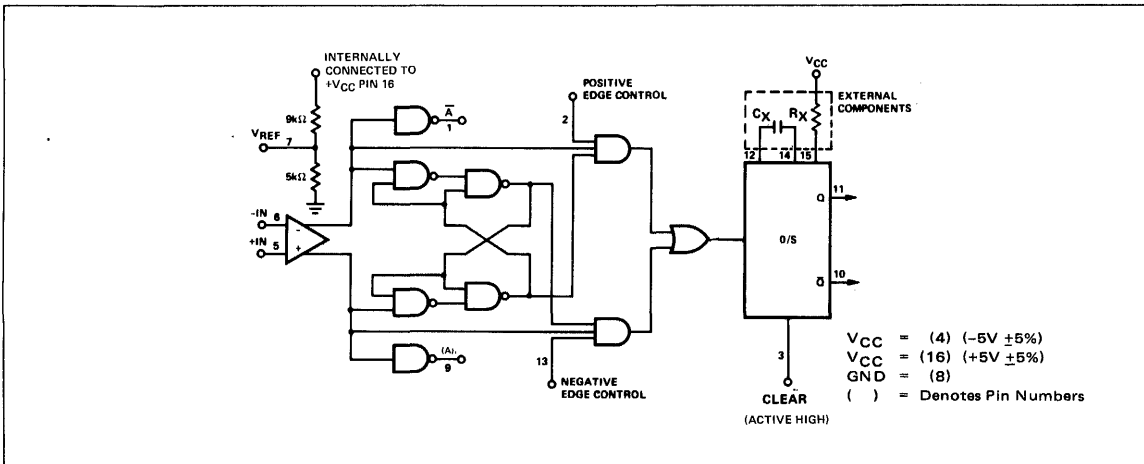 INTERNALLY
CONNECTED TO
+VCC PIN 16
9kΩ
VREF
7
5kΩ
-IN 6
+IN 5
-
+
A̅
1
(A).
9
POSITIVE
EDGE CONTROL
2
13
NEGATIVE
EDGE CONTROL
VCC
EXTERNAL
COMPONENTS
CX
RX
12
14
15
Q
11
O/S
Q̅
10
3
CLEAR
(ACTIVE HIGH)
VCC = (4) (-5V ±5%)
VCC = (16) (+5V ±5%)
GND = (8)
( ) = Denotes Pin Numbers